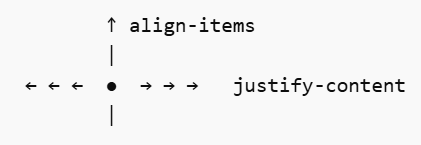 ↑ align-items
|
← ← ← ● → → → justify-content
|